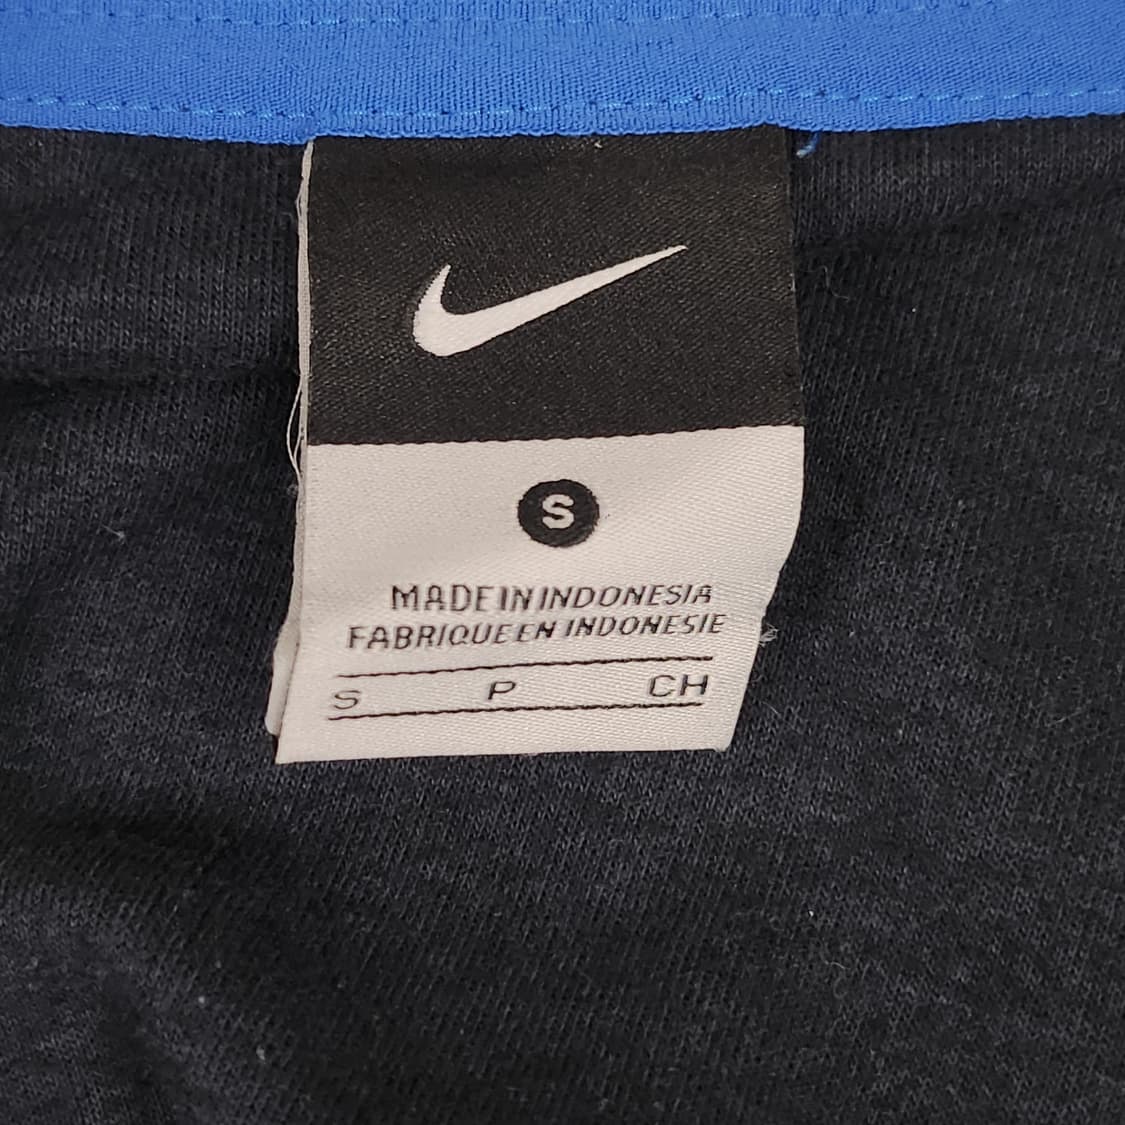 S
MADE IN INDONESIA
FABRIQUE EN INDONESIE
S P CH